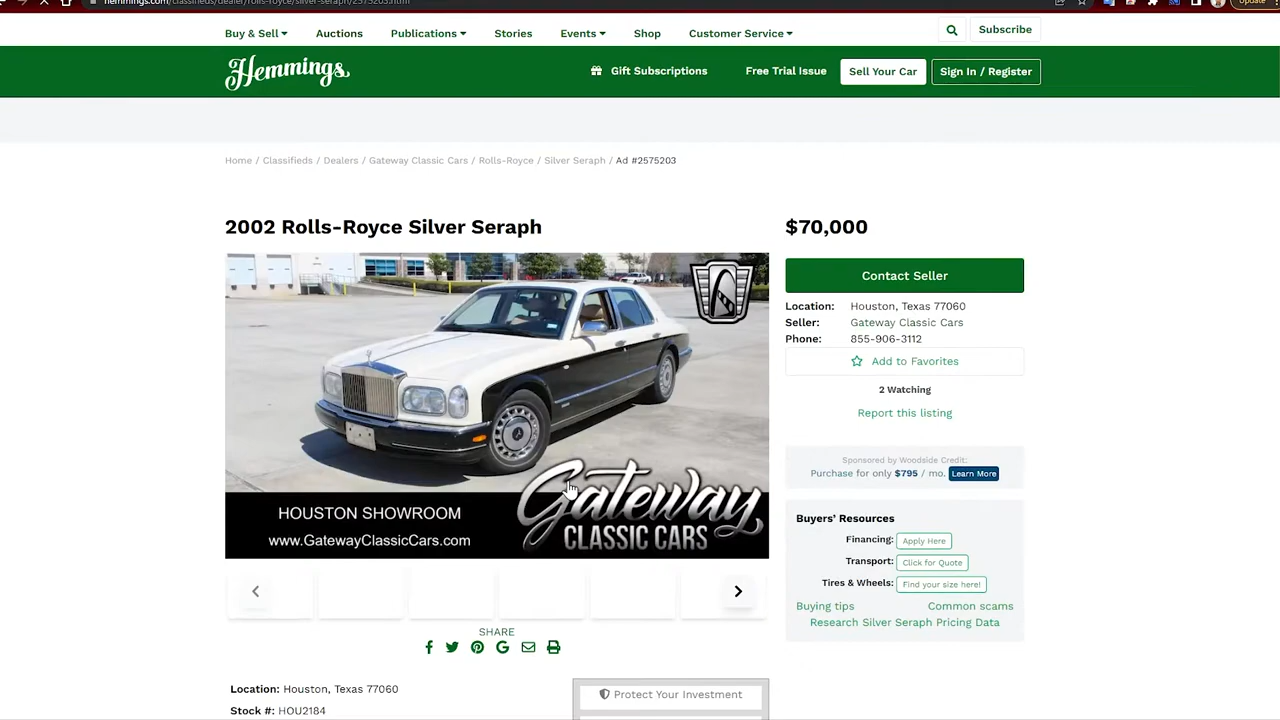 hemmings.com/classifieds/dealer/rolls-royce/silver-seraph/2575203.html
Update
Buy & Sell
Auctions
Publications
Stories
Events
Shop
Customer Service
Subscribe
Hemmings
Gift Subscriptions
Free Trial Issue
Sell Your Car
Sign In / Register
Home / Classifieds / Dealers / Gateway Classic Cars / Rolls-Royce / Silver Seraph / Ad #2575203
2002 Rolls-Royce Silver Seraph
$70,000
Contact Seller
Location: Houston, Texas 77060
Seller: Gateway Classic Cars
Phone: 855-906-3112
Add to Favorites
2 Watching
Report this listing
HOUSTON SHOWROOM
www.GatewayClassicCars.com
Gateway
CLASSIC CARS
Sponsored by Woodside Credit:
Purchase for only $795 / mo. Learn More
Buyers' Resources
Financing: Apply Here
Transport: Click for Quote
Tires & Wheels: Find your size here!
Buying tips
Common scams
Research Silver Seraph Pricing Data
SHARE
Location: Houston, Texas 77060
Stock #: HOU2184
Protect Your Investment